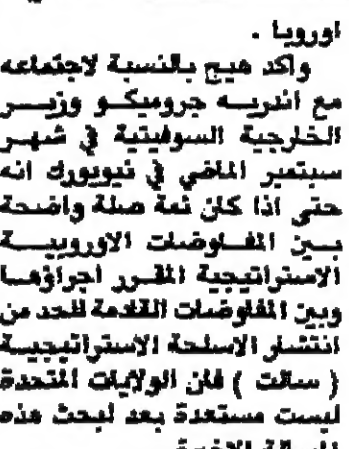 اوروبا .
واكد هيج بالنسبة لاجتماعه
مع اندريه جروميكو وزير
الخارجية السوفيتية في شهر
سبتمبر الماضي في نيويورك انه
حتى اذا كان ثمة صلة واضحة
بين المفاوضات الاوروبية
الاستراتيجية المقرر اجراؤها
وبين المفاوضات القادمة للحد من
انتشار الاسلحة الاستراتيجية
( سالت ) فان الولايات المتحدة
ليست مستعدة بعد لبحث هذه